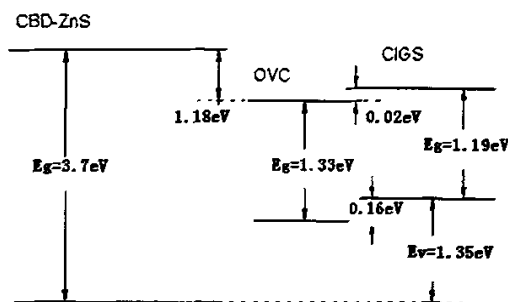 CBD-ZnS
OVC
CIGS
1.18eV
0.02eV
Eg=3.7eV
Eg=1.33eV
Eg=1.19eV
0.16eV
Ev=1.35eV